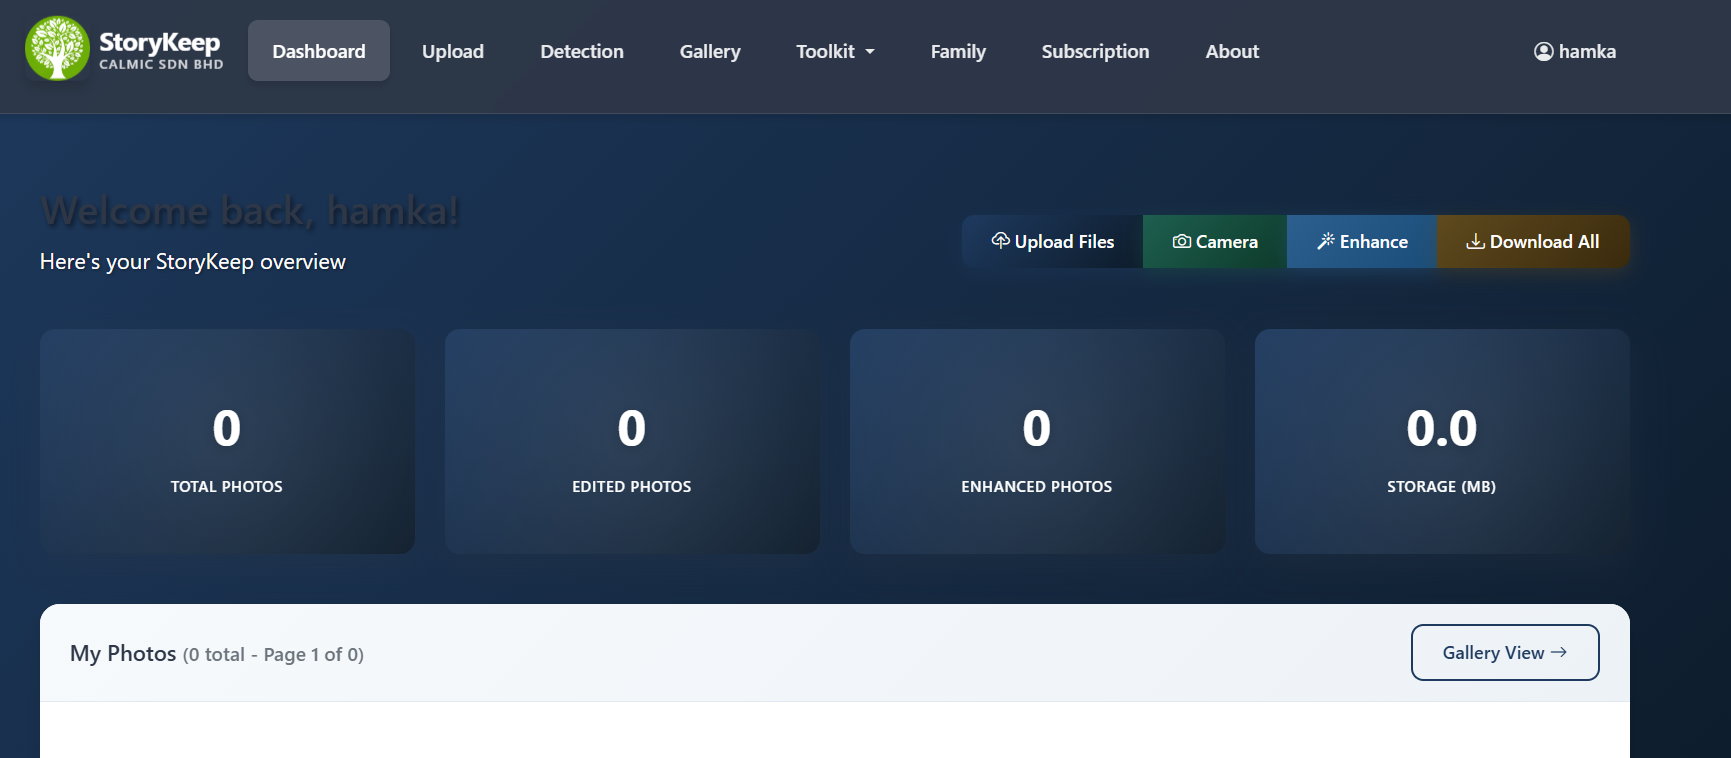 StoryKeep
CALMIC SDN BHD
Dashboard
Upload
Detection
Gallery
Toolkit
Family
Subscription
About
hamka
Welcome back, hamka!
Here's your StoryKeep overview
Upload Files
Camera
Enhance
Download All
0
TOTAL PHOTOS
0
EDITED PHOTOS
0
ENHANCED PHOTOS
0.0
STORAGE (MB)
My Photos (0 total - Page 1 of 0)
Gallery View →